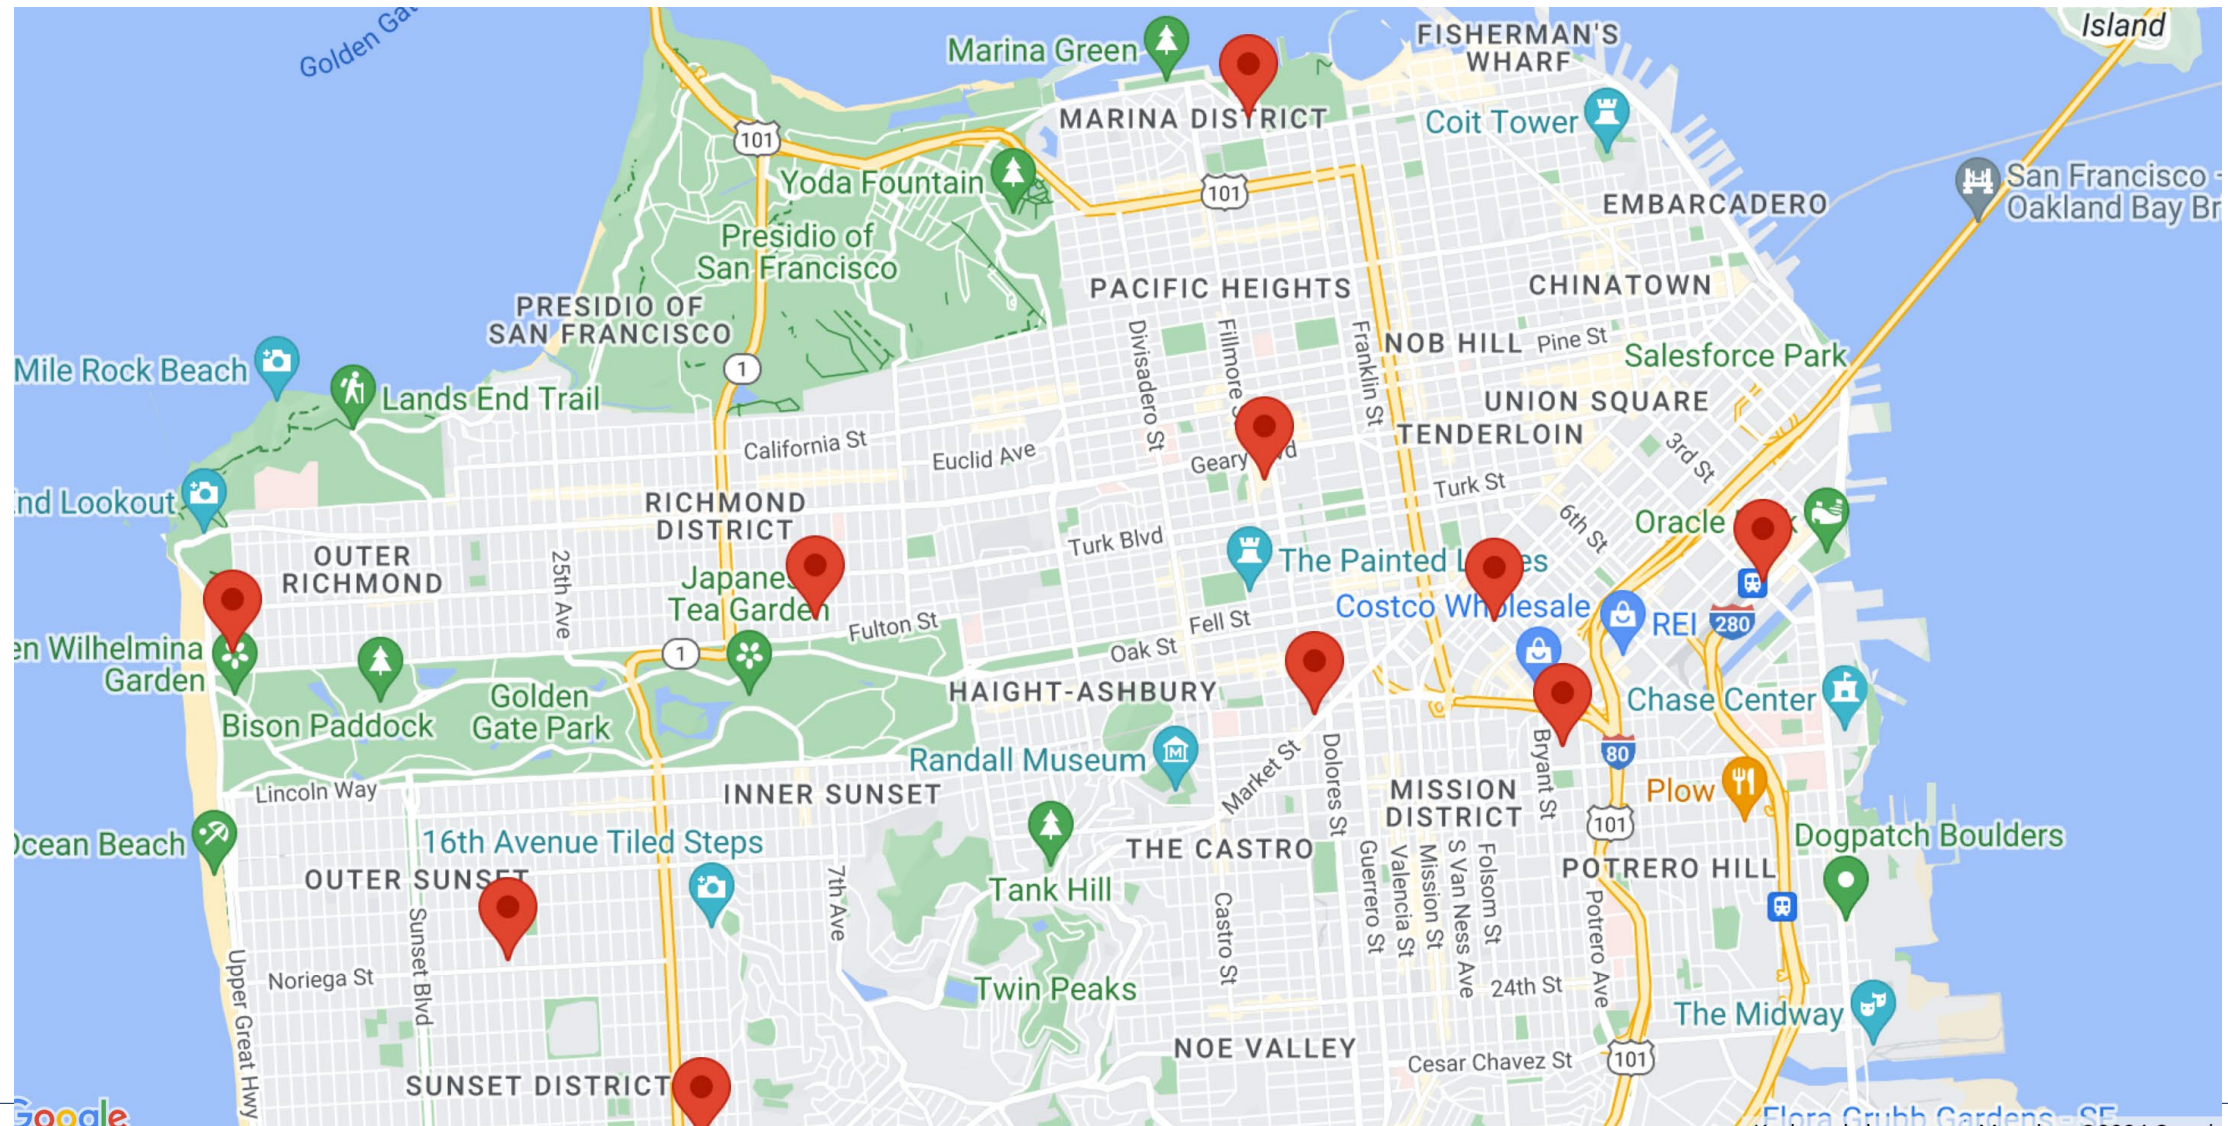 Golden Gat
Marina Green
FISHERMAN'S
WHARF
Island
101
MARINA DISTRICT
Coit Tower
Yoda Fountain
101
San Francisco -
Oakland Bay Br
EMBARCADERO
Presidio of
San Francisco
PACIFIC HEIGHTS
CHINATOWN
PRESIDIO OF
SAN FRANCISCO
Divisadero St
Fillmore S
Franklin St
NOB HILL
Pine St
Salesforce Park
Mile Rock Beach
1
Lands End Trail
UNION SQUARE
TENDERLOIN
California St
Euclid Ave
Geary
3rd St
Turk St
nd Lookout
RICHMOND
DISTRICT
Turk Blvd
6th St
Oracle
OUTER
RICHMOND
25th Ave
Japanes
Tea Garden
The Painted L es
Costco Wholesale
REI
280
Fulton St
Fell St
Oak St
en Wilhelmina
Garden
1
Bison Paddock
Golden
Gate Park
HAIGHT-ASHBURY
Chase Center
Randall Museum
Market St
Dolores St
Bryant St
80
Lincoln Way
INNER SUNSET
MISSION
DISTRICT
Plow
101
Ocean Beach
16th Avenue Tiled Steps
THE CASTRO
Dogpatch Boulders
OUTER SUNSET
7th Ave
Tank Hill
Castro St
Guerrero St
Valencia St
Mission St
S Van Ness Ave
Folsom St
POTRERO HILL
Potrero Ave
Sunset Blvd
Upper Great Hwy
Noriega St
Twin Peaks
24th St
The Midway
NOE VALLEY
Cesar Chavez St
101
SUNSET DISTRICT
Google
Flora Grubb Gardens - SF